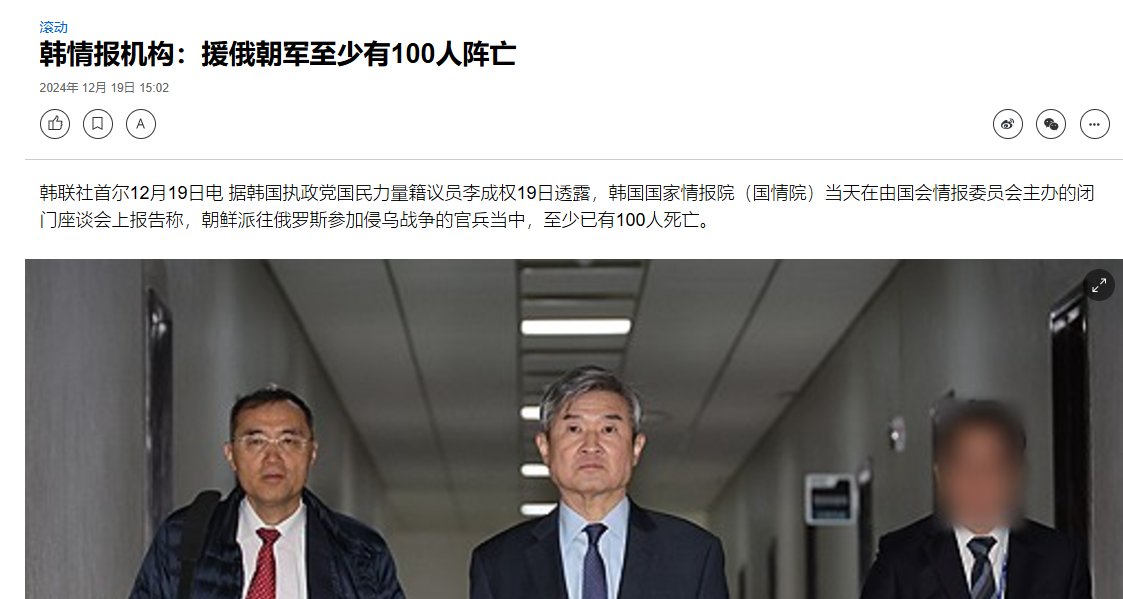 滚动
韩情报机构：援俄朝军至少有100人阵亡
2024年 12月 19日 15:02
A
韩联社首尔12月19日电 据韩国执政党国民力量籍议员李成权19日透露，韩国国家情报院（国情院）当天在由国会情报委员会主办的闭
门座谈会上报告称，朝鲜派往俄罗斯参加侵乌战争的官兵当中，至少已有100人死亡。